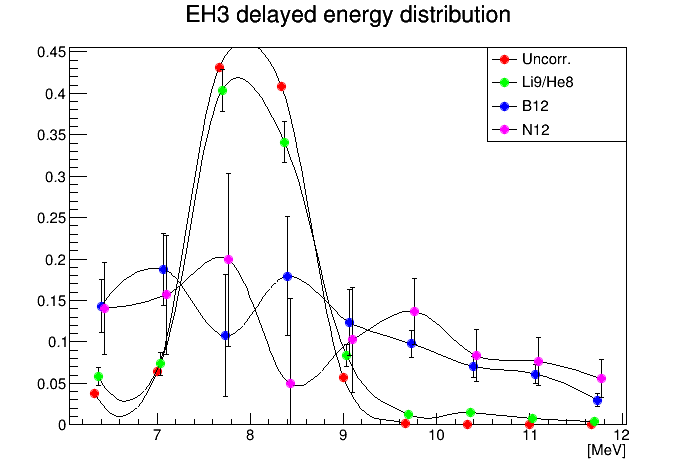 EH3 delayed energy distribution
0.45
0.4
0.35
0.3
0.25
0.2
0.15
0.1
0.05
0
Uncorr.
Li9/He8
B12
N12
7 8 9 10 11 12
[MeV]